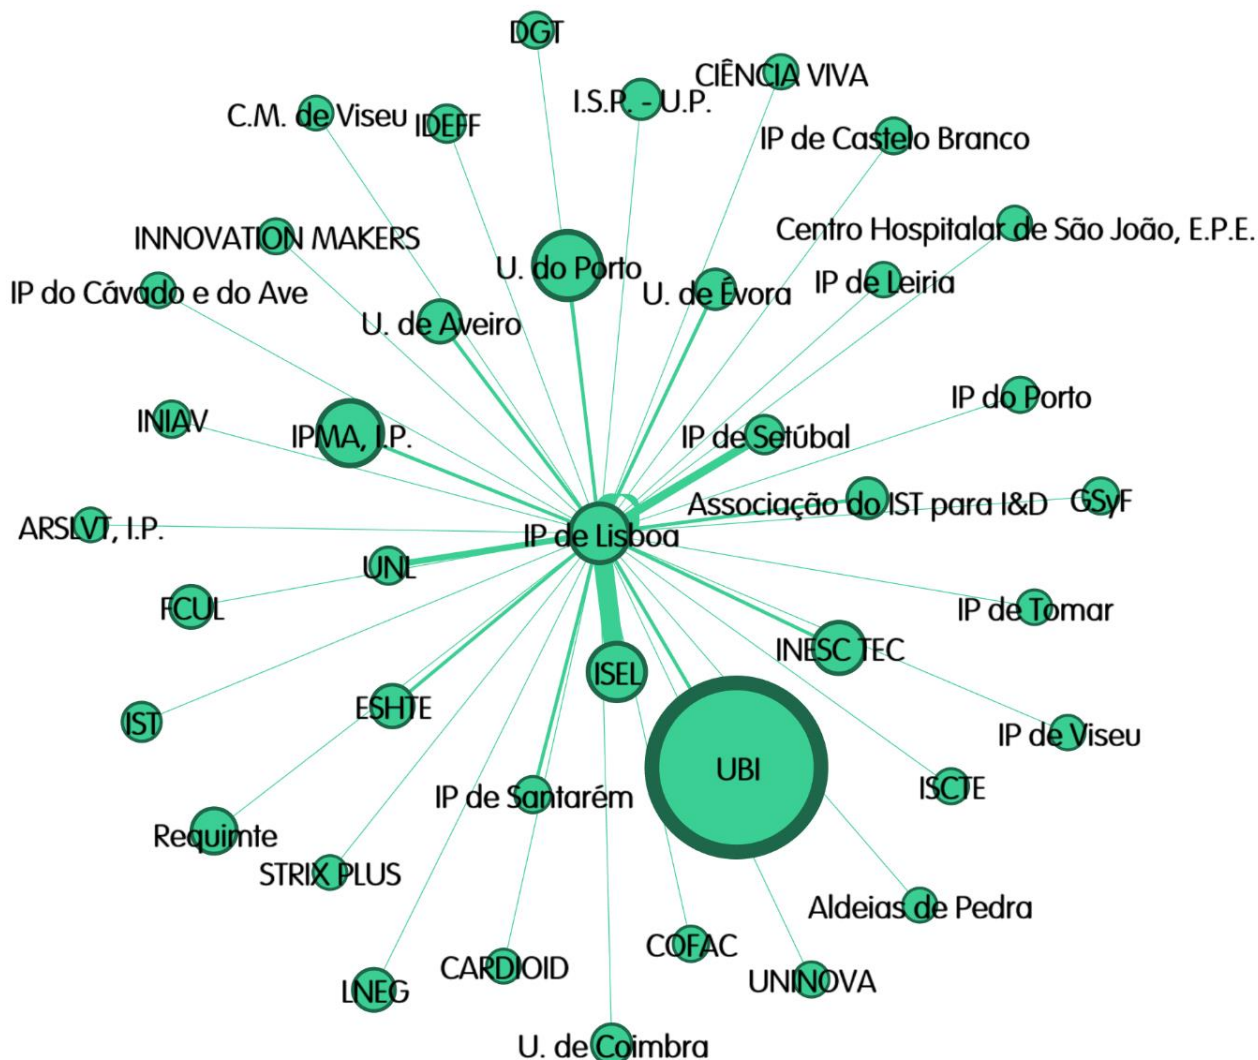 DGT
CIÊNCIA VIVA
I.S.P. - U.P.
C.M. de Viseu
IDEFF
IP de Castelo Branco
Centro Hospitalar de São João, E.P.E.
INNOVATION MAKERS
U. do Porto
IP de Leiria
IP do Cávado e do Ave
U. de Évora
U. de Aveiro
IP do Porto
INIAV
IPMA, I.P.
IP de Setúbal
Associação do IST para I&D
GSyF
ARSLVT, I.P.
IP de Lisboa
UNL
FCUL
IP de Tomar
INESC TEC
ISEL
ESHTE
IST
IP de Viseu
UBI
ISCTE
IP de Santarém
Requimte
STRIX PLUS
Aldeias de Pedra
COFAC
CARDIOID
UNINOVA
LNEG
U. de Coimbra